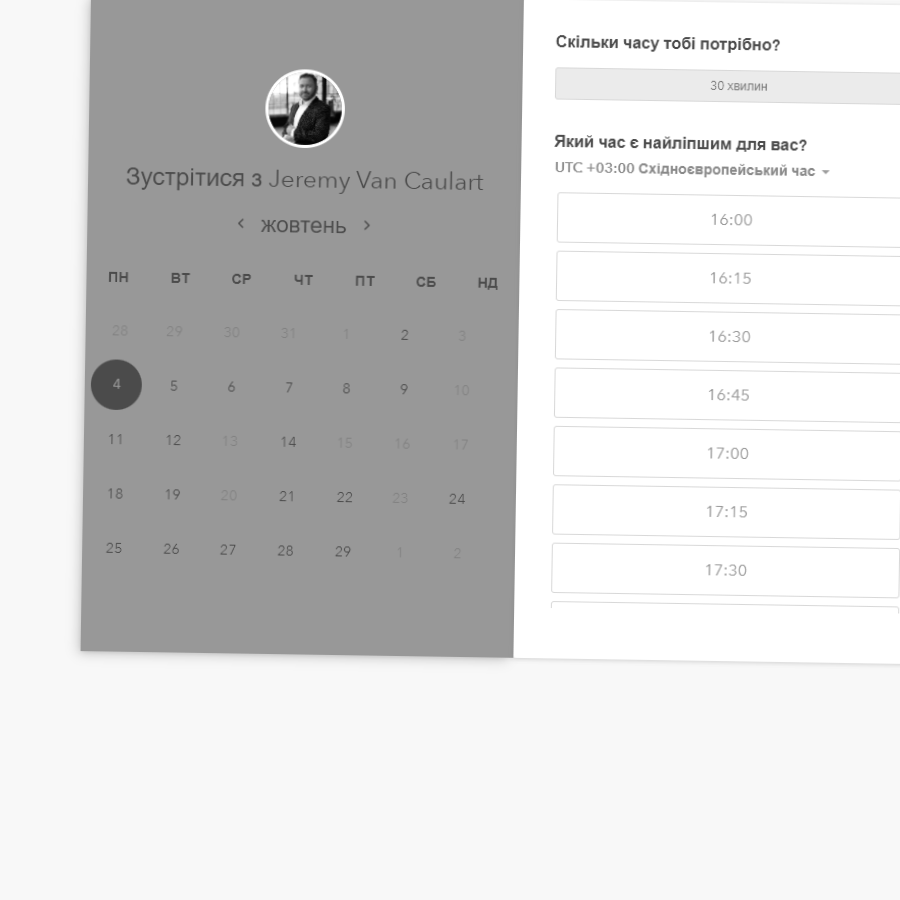 Зустрітися з Jeremy Van Caulart
жовтень
ПН ВТ СР ЧТ ПТ СБ НД
28 29 30 31 1 2 3
4 5 6 7 8 9 10
11 12 13 14 15 16 17
18 19 20 21 22 23 24
25 26 27 28 29 1 2
Скільки часу тобі потрібно?
30 хвилин
Який час є найліпшим для вас?
UTC +03:00 Східноєвропейський час
16:00
16:15
16:30
16:45
17:00
17:15
17:30